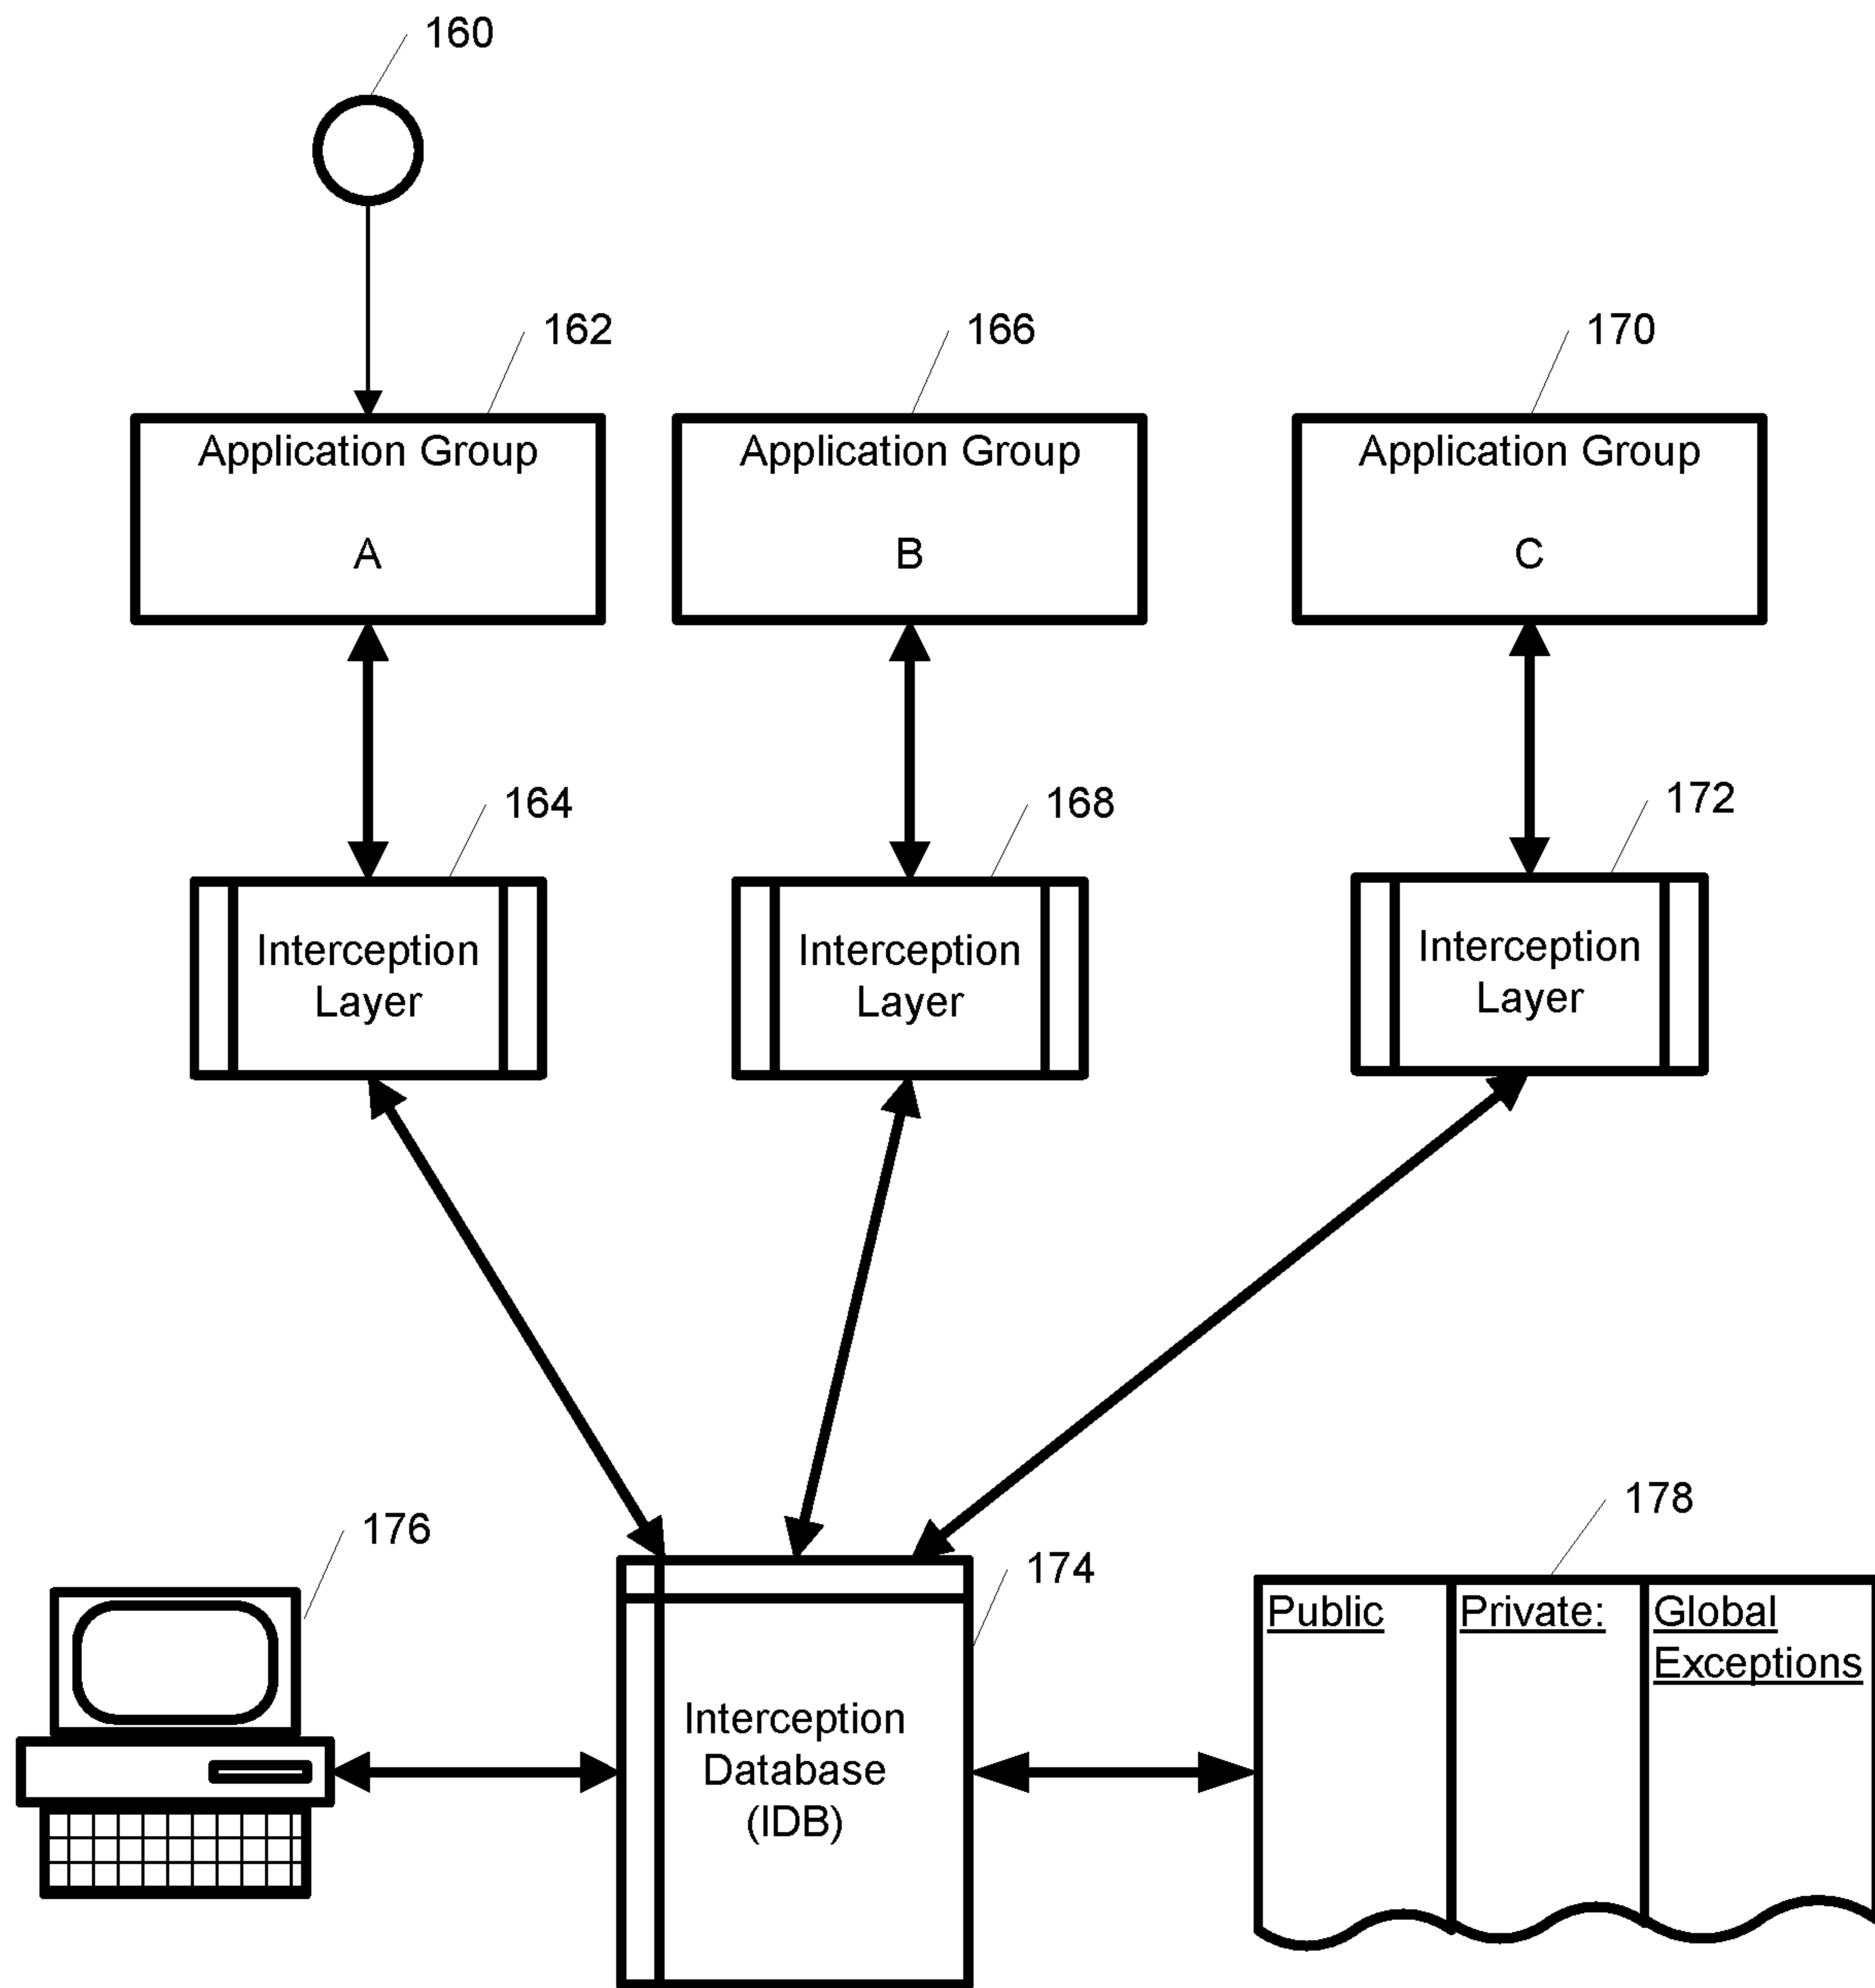 160
162
166
170
Application Group
A
Application Group
B
Application Group
C
164
168
172
Interception
Layer
Interception
Layer
Interception
Layer
176
174
178
Interception
Database
(IDB)
Public
Private:
Global
Exceptions